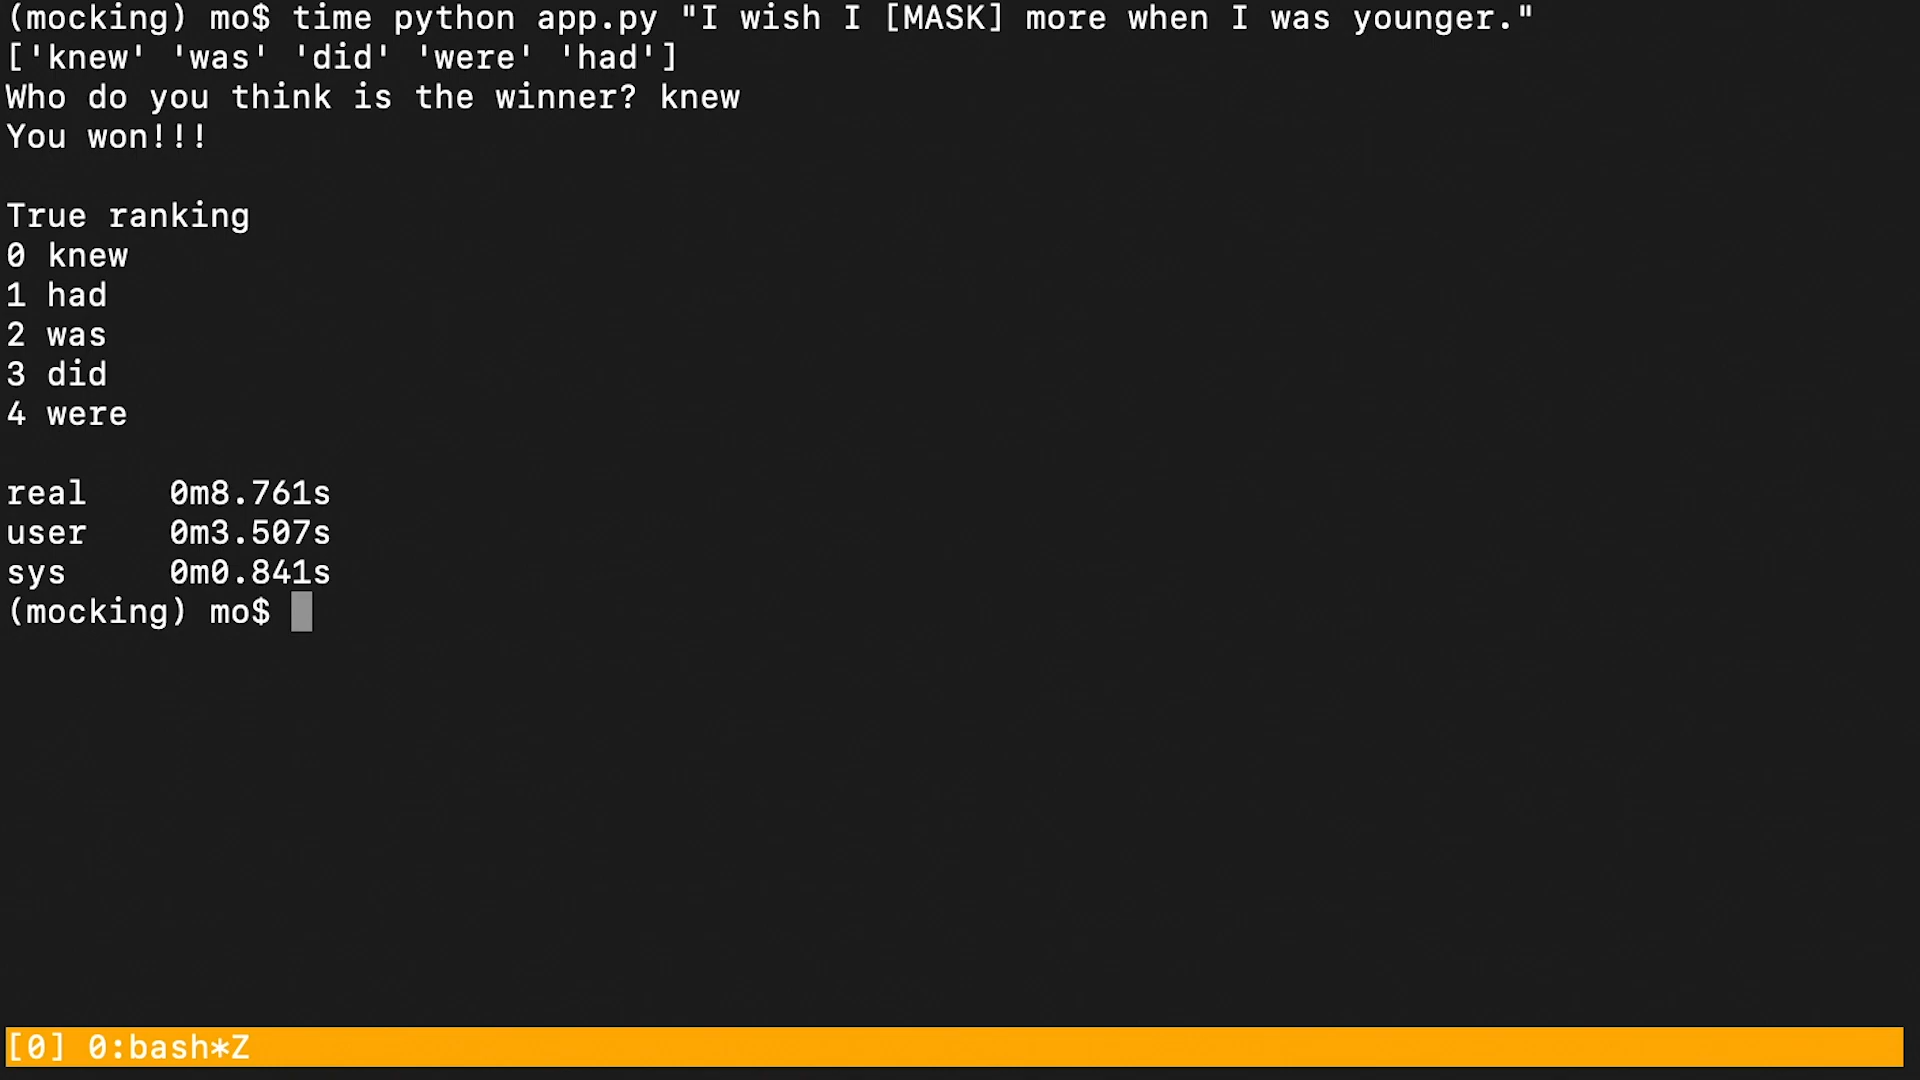 (mocking) mo$ time python app.py "I wish I [MASK] more when I was younger."
['knew' 'was' 'did' 'were' 'had']
Who do you think is the winner? knew
You won!!!
True ranking
0 knew
1 had
2 was
3 did
4 were
real 0m8.761s
user 0m3.507s
sys 0m0.841s
(mocking) mo$
[0] 0:bash*Z